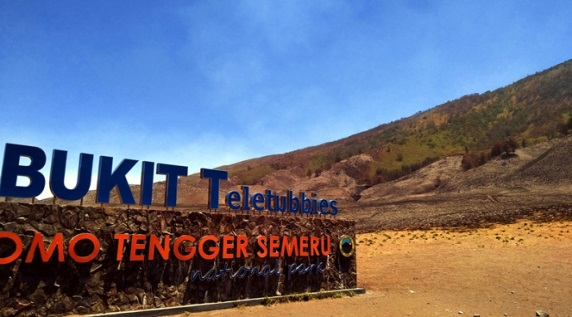 BUKIT Teletubbies
OMO TENGGER SEMERU
national park